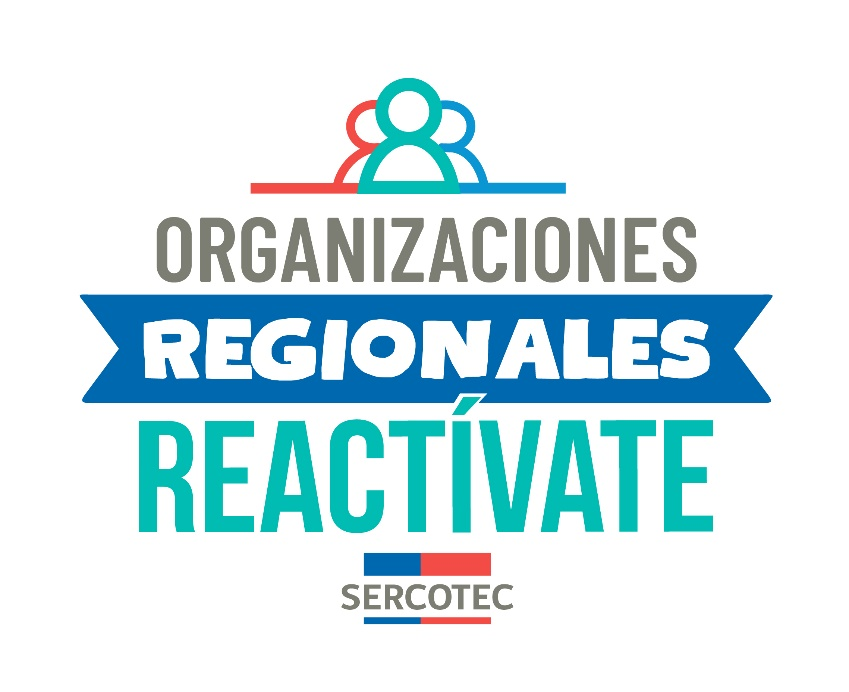 ORGANIZACIONES
REGIONALES
REACTÍVATE
SERCOTEC